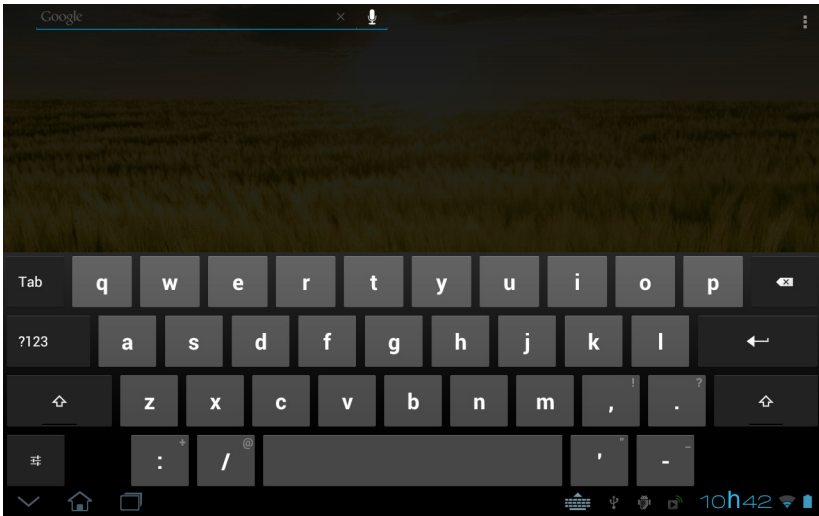 Google
Tab q w e r t y u i o p
?123 a s d f g h j k l
z x c v b n m , ! . ?
: + / @ ' " - _
10h42